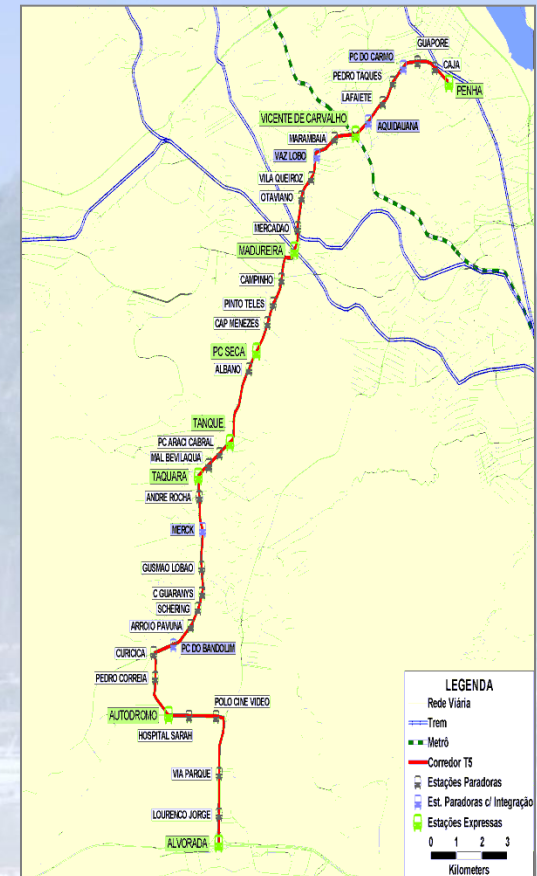 GUAPORE
PC DO CARMO
CAJA
PEDRO TAQUES
PENHA
LAFAIETE
VICENTE DE CARVALHO
AQUIDAUANA
MARAMBAIA
VAZ LOBO
VILA QUEIROZ
OTAVIANO
MERCADAO
MADUREIRA
CAMPINHO
PINTO TELES
CAP MENEZES
PC SECA
ALBANO
TANQUE
PC ARACI CABRAL
MAL BEVILAQUA
TAQUARA
ANDRE ROCHA
MERCK
GUSMAO LOBAO
C GUARANYS
SCHERING
ARROIO PAVUNA
PC DO BANDOLIM
CURICICA
PEDRO CORREIA
POLO CINE VIDEO
AUTODROMO
HOSPITAL SARAH
VIA PARQUE
LOURENCO JORGE
ALVORADA
LEGENDA
Rede Viária
Trem
Metrô
Corredor T5
Estações Paradoras
Est. Paradoras c/ Integração
Estações Expressas
0 1 2 3
Kilometers